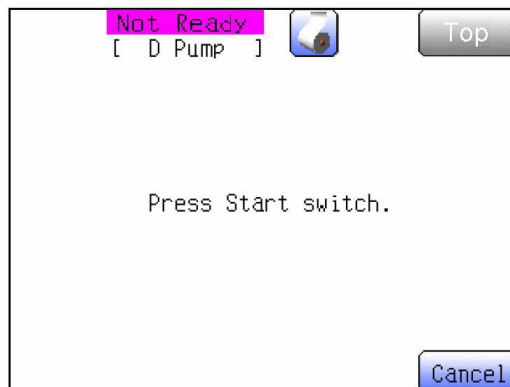 Not Ready
[ D Pump ]
Top
Press Start switch.
Cancel